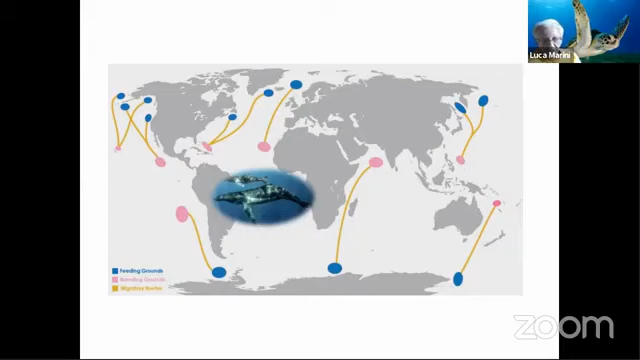 Luca Marini
Feeding Grounds
Breeding Grounds
Migratory Routes
zoom